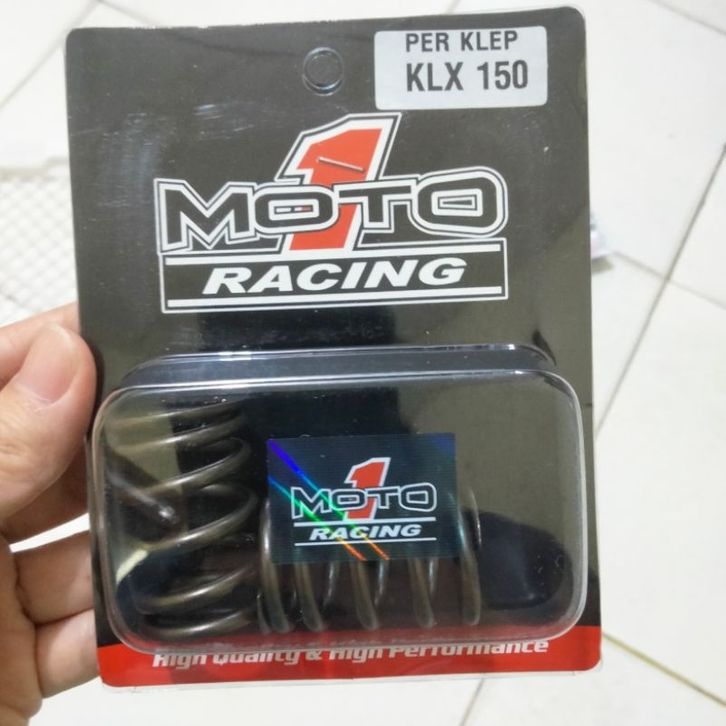 PER KLEP
KLX 150
1
MOTO
RACING
1
MOTO
RACING
High Quality & High Performance